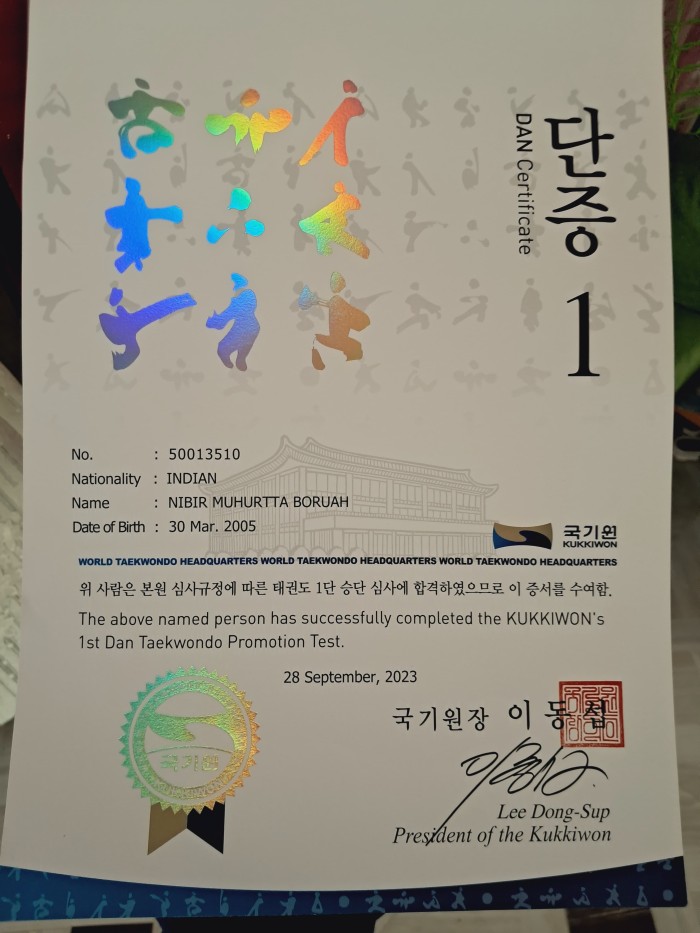 단증
DAN Certificate
1
No. : 50013510
Nationality : INDIAN
Name : NIBIR MUHURTTA BORUAH
Date of Birth : 30 Mar. 2005
국기원
KUKKIWON
WORLD TAEKWONDO HEADQUARTERS WORLD TAEKWONDO HEADQUARTERS WORLD TAEKWONDO HEADQUARTERS
위 사람은 본원 심사규정에 따른 태권도 1단 승단 심사에 합격하였으므로 이 증서를 수여함.
The above named person has successfully completed the KUKKIWON's
1st Dan Taekwondo Promotion Test.
28 September, 2023
국기원
KUKKIWON
국기원장 이동섭
Lee Dong-Sup
President of the Kukkiwon